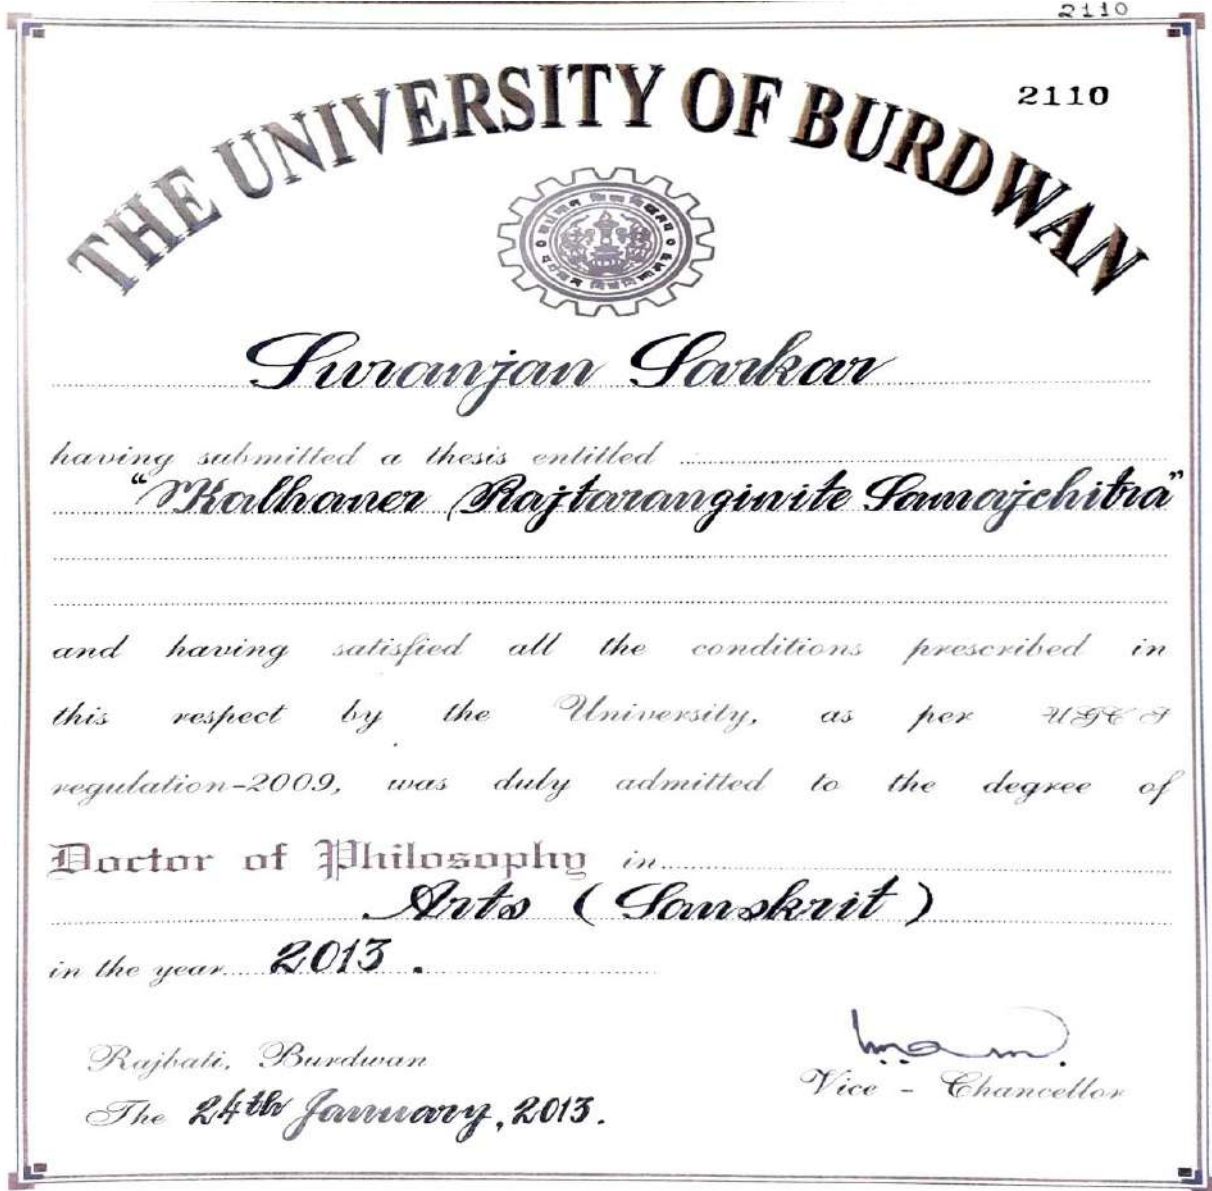 2110
2110
THE UNIVERSITY OF BURDWAN
Suranjan Sarkar
having submitted a thesis entitled
“Kalhaner Rajtaranginite Samajchitra”
and having satisfied all the conditions prescribed in
this respect by the University, as per UGC'S
regulation-2009, was duly admitted to the degree of
Doctor of Philosophy in
Arts (Sanskrit)
in the year 2013.
Rajbati, Burdwan
Vice - Chancellor
The 24th January, 2013.